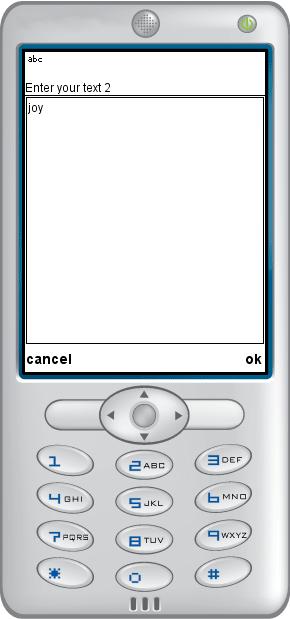 abc
Enter your text 2
joy
cancel ok
1 2 ABC 3 DEF
4 GHI 5 JKL 6 MNO
7 PQRS 8 TUV 9 WXYZ
* 0 #